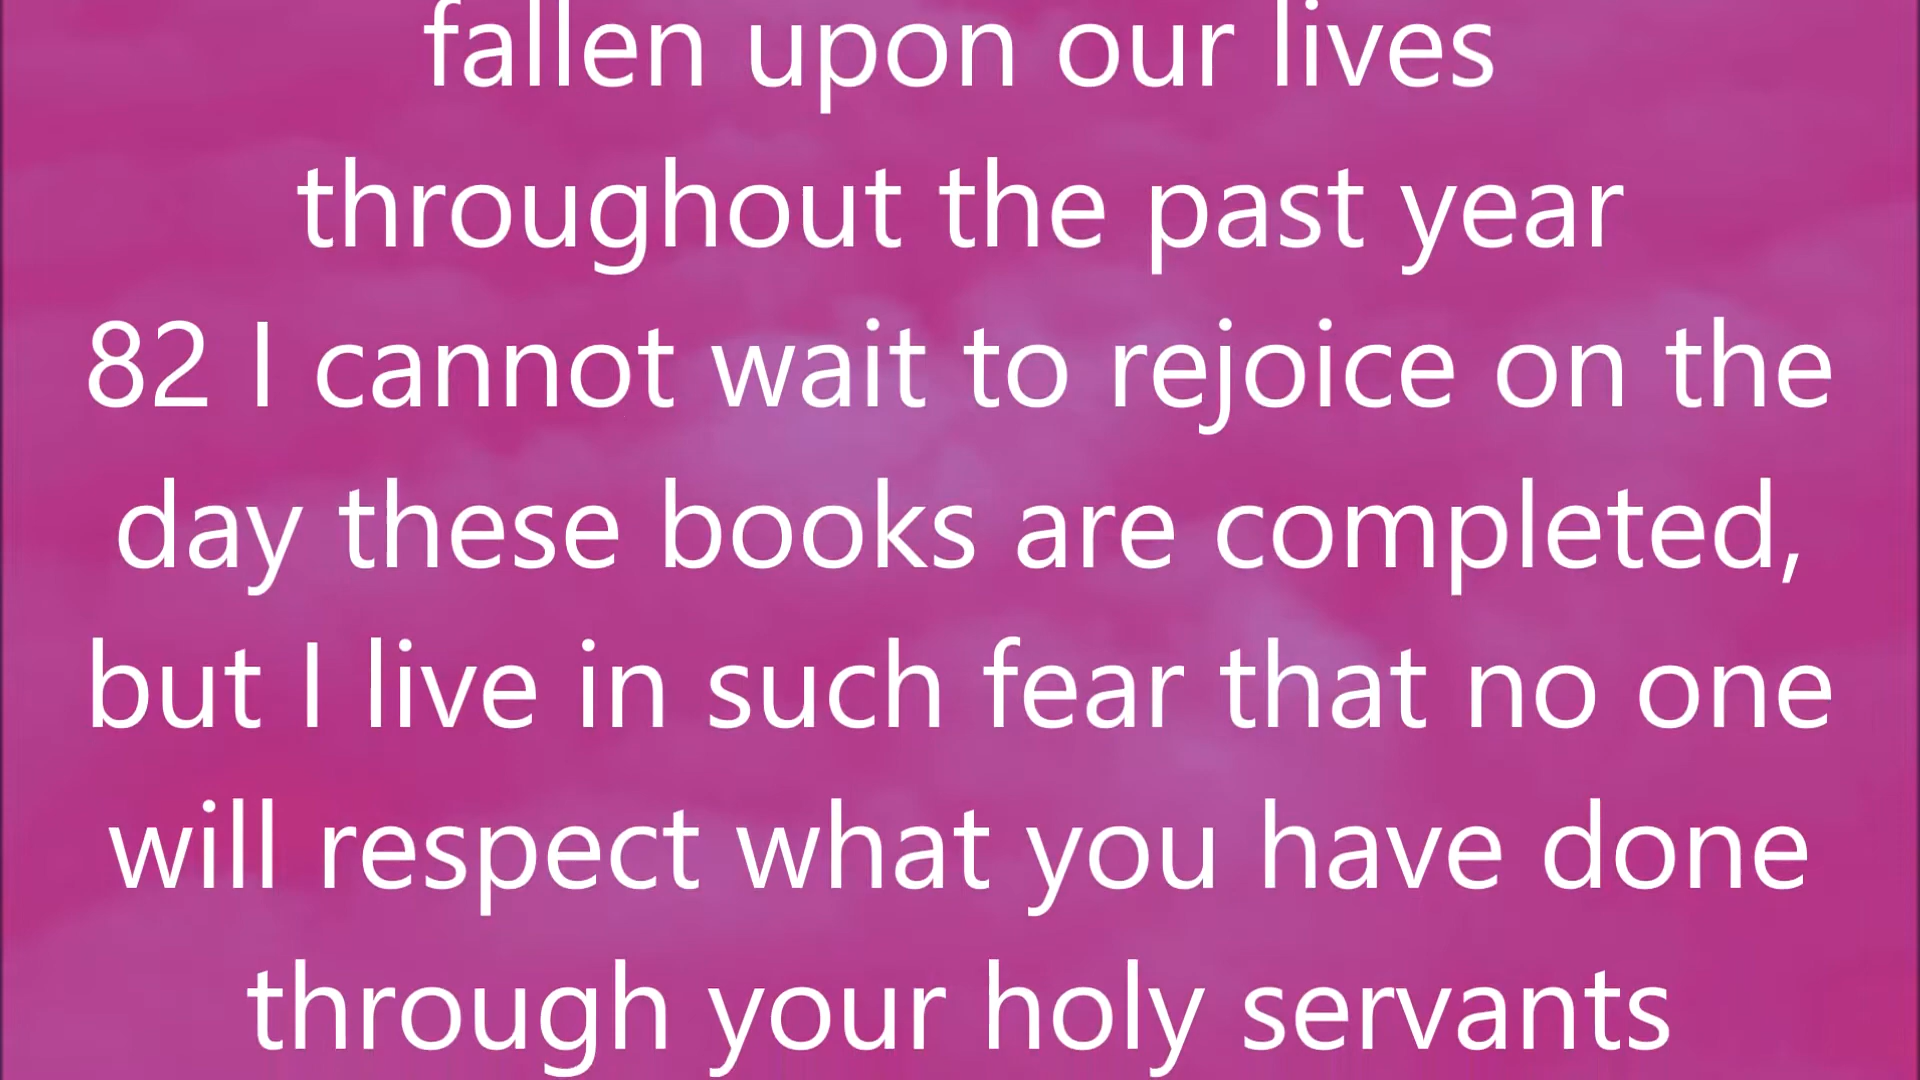 fallen upon our lives
throughout the past year
82 I cannot wait to rejoice on the
day these books are completed,
but I live in such fear that no one
will respect what you have done
through your holy servants